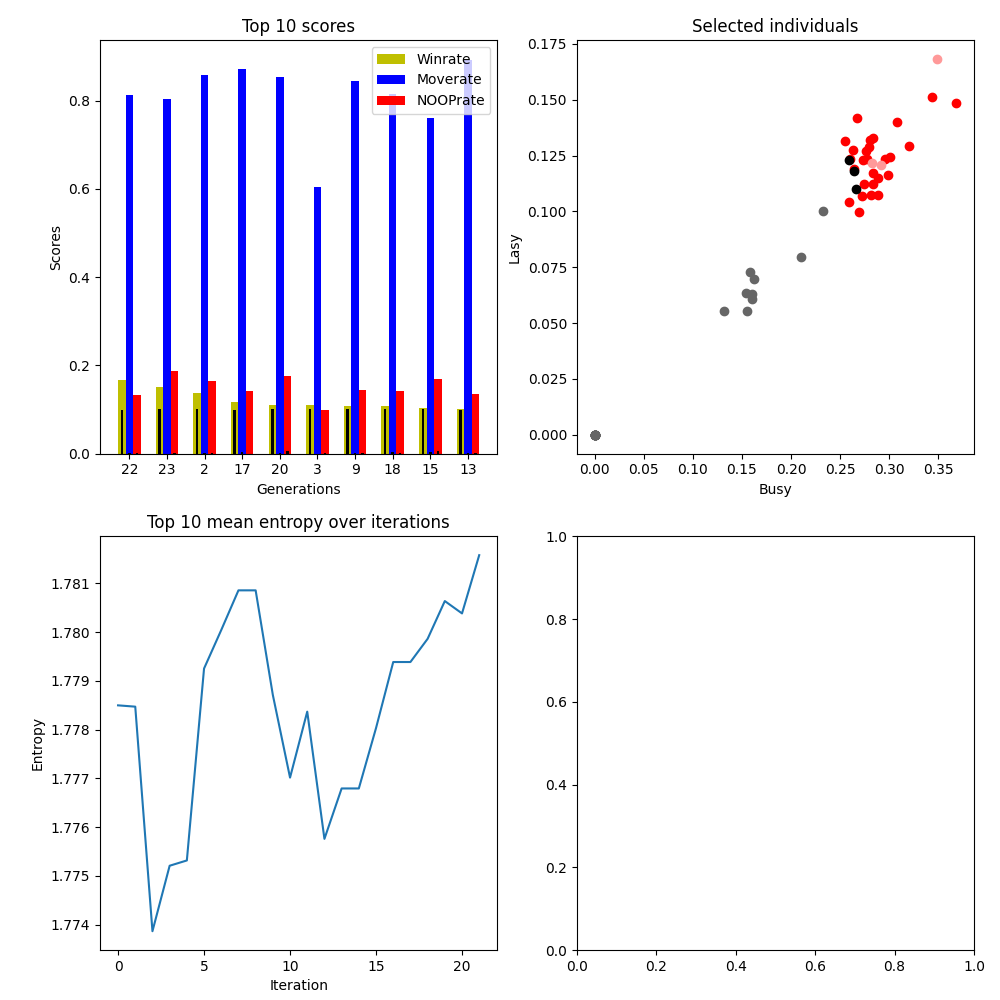 Top 10 scores
Winrate
Moverate
NOOPrate
0.8
0.6
0.4
0.2
0.0
Scores
22 23 2 17 20 3 9 18 15 13
Generations
Selected individuals
0.175
0.150
0.125
0.100
0.075
0.050
0.025
0.000
Lasy
0.00 0.05 0.10 0.15 0.20 0.25 0.30 0.35
Busy
Top 10 mean entropy over iterations
1.781
1.780
1.779
1.778
1.777
1.776
1.775
1.774
Entropy
0 5 10 15 20
Iteration
1.0
0.8
0.6
0.4
0.2
0.0
0.0 0.2 0.4 0.6 0.8 1.0